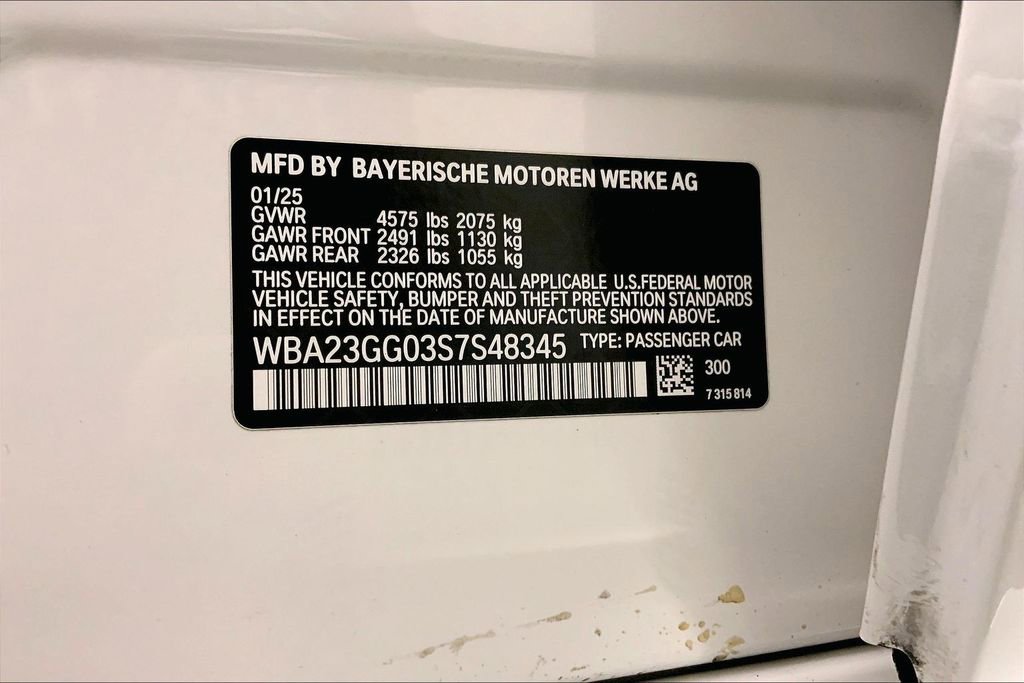 MFD BY BAYERISCHE MOTOREN WERKE AG
01/25
GVWR 4575 lbs 2075 kg
GAWR FRONT 2491 lbs 1130 kg
GAWR REAR 2326 lbs 1055 kg
THIS VEHICLE CONFORMS TO ALL APPLICABLE U.S.FEDERAL MOTOR
VEHICLE SAFETY, BUMPER AND THEFT PREVENTION STANDARDS
IN EFFECT ON THE DATE OF MANUFACTURE SHOWN ABOVE.
WBA23GG03S7S48345 TYPE: PASSENGER CAR
300
7 315 814